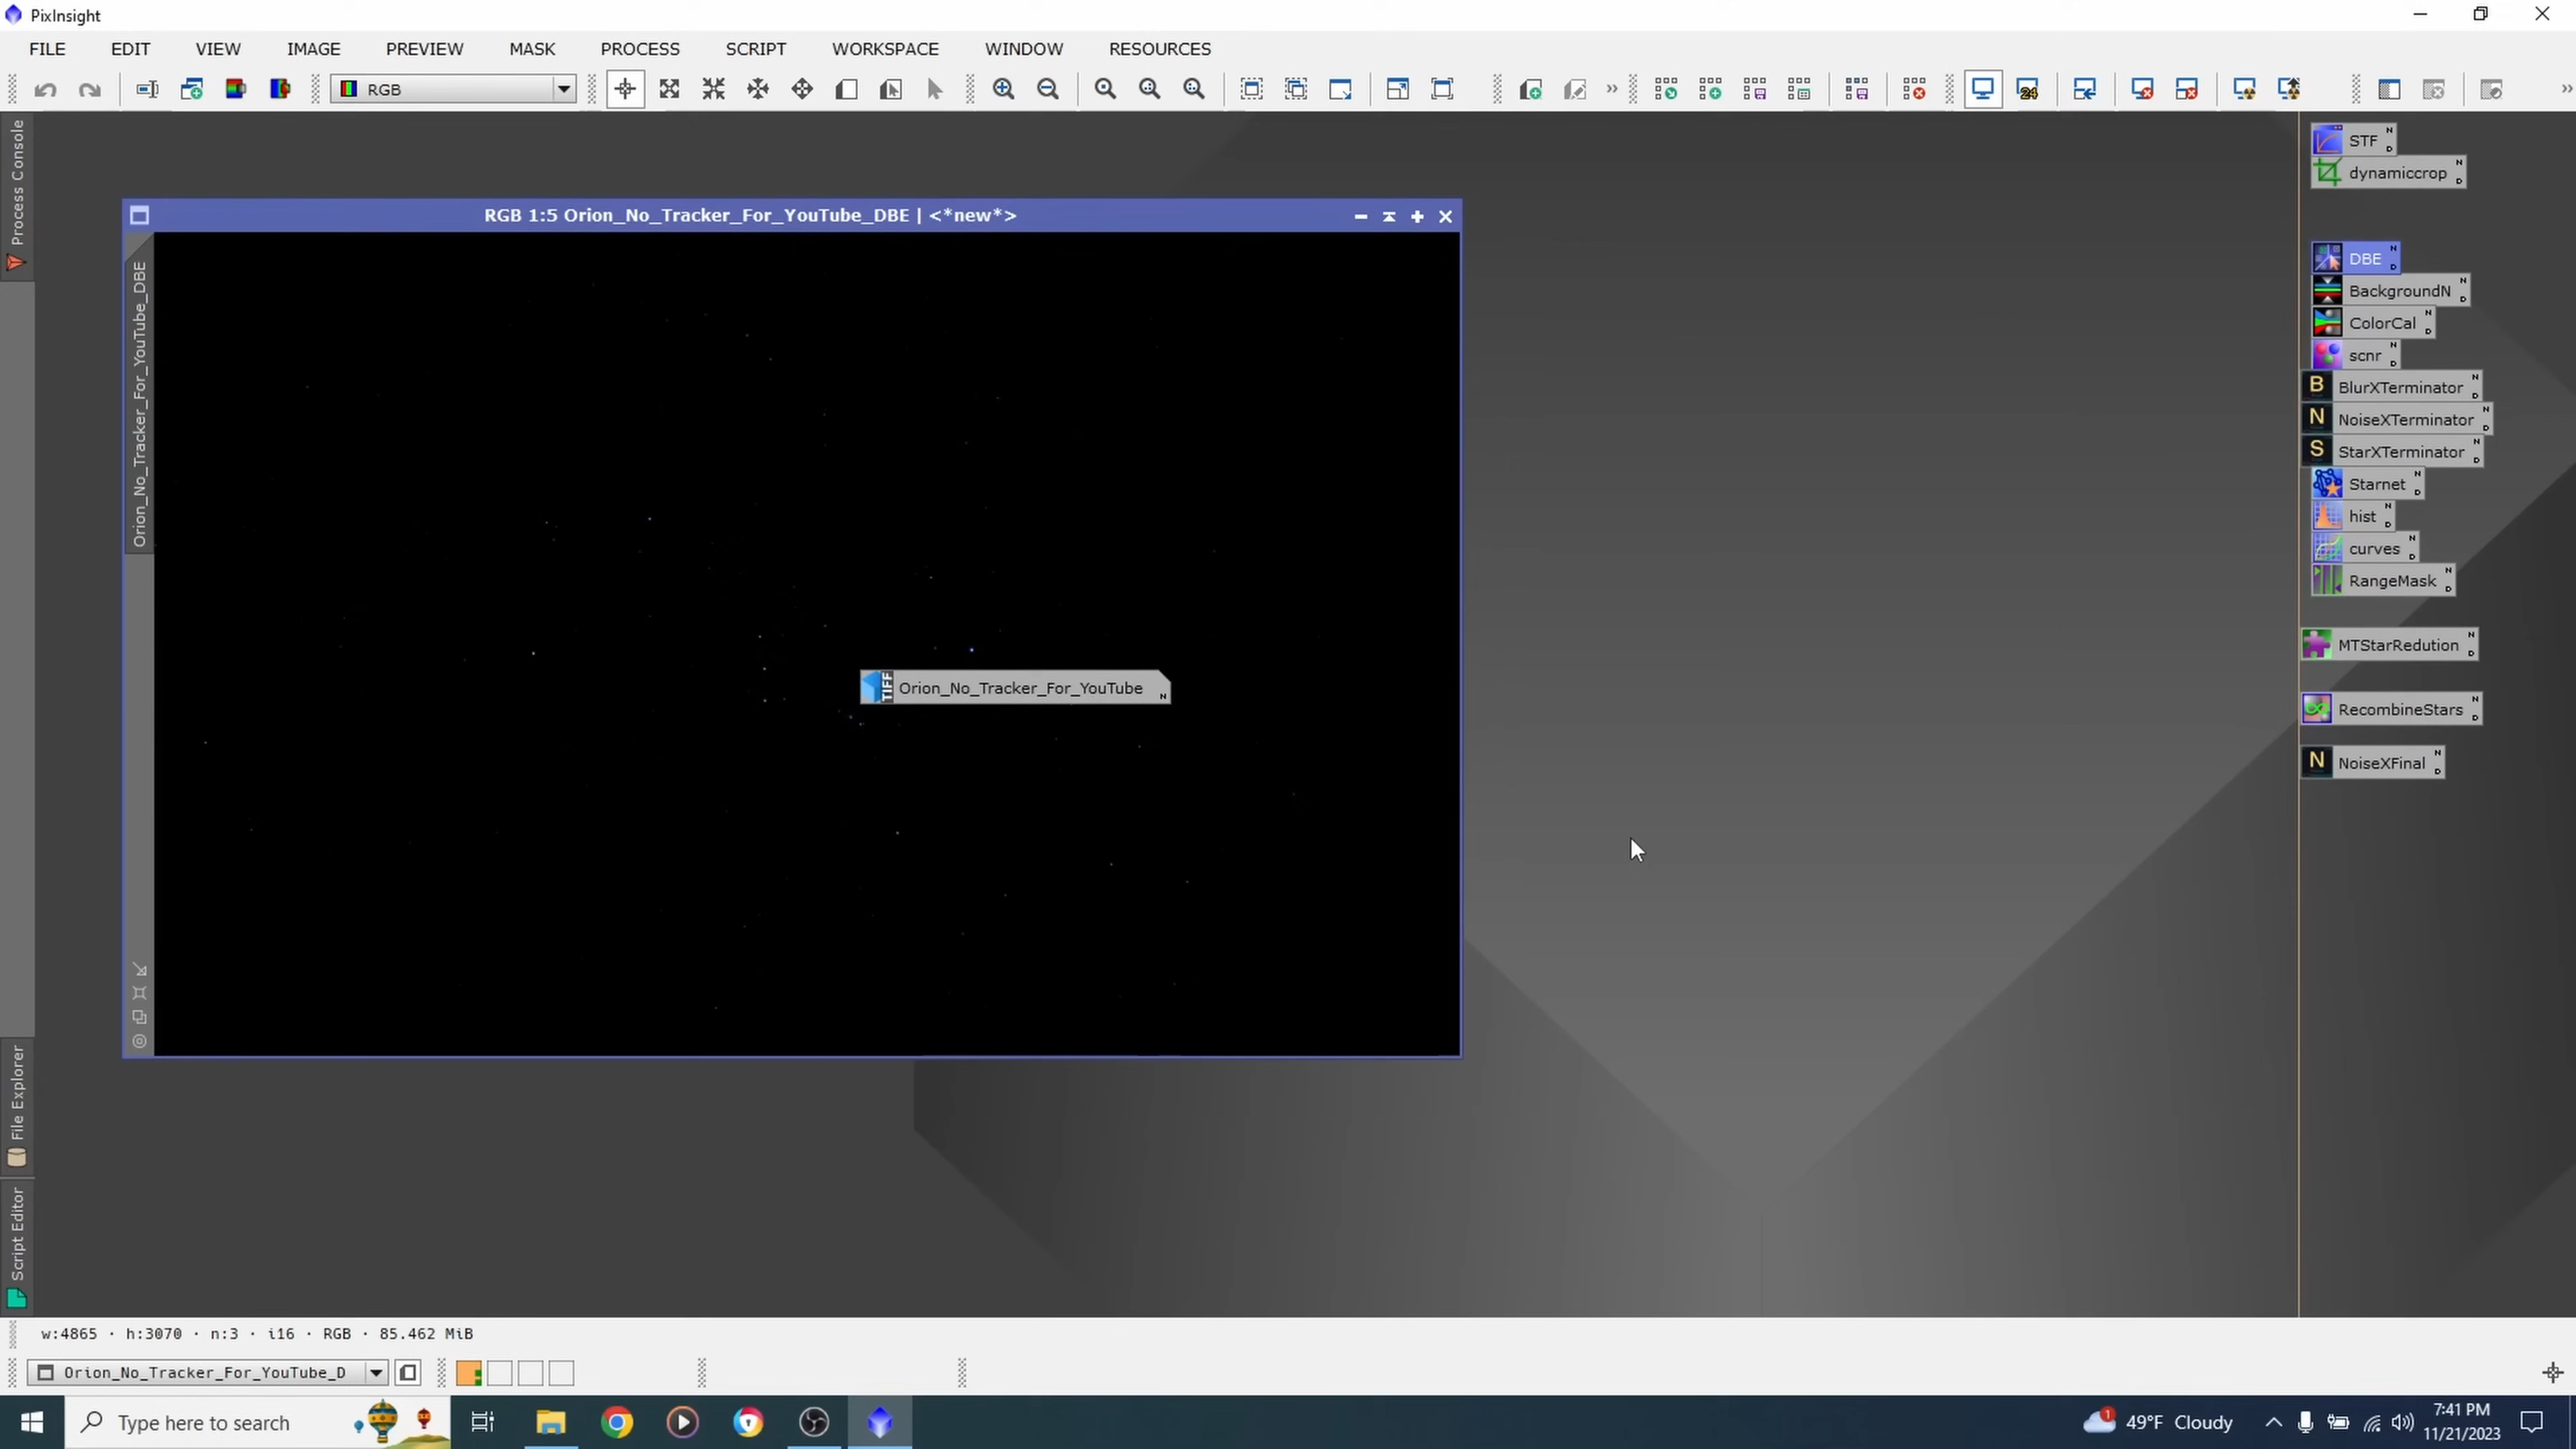 PixInsight
FILE EDIT VIEW IMAGE PREVIEW MASK PROCESS SCRIPT WORKSPACE WINDOW RESOURCES
RGB
24
Process Console
File Explorer
Script Editor
RGB 1:5 Orion_No_Tracker_For_YouTube_DBE | <*new*>
Orion_No_Tracker_For_YouTube_DBE
TIFF
Orion_No_Tracker_For_YouTube
N
STF
N
D
dynamiccrop
N
D
DBE
N
D
BackgroundN
N
D
ColorCal
N
D
scnr
N
D
B
BlurXTerminator
N
D
N
NoiseXTerminator
N
D
S
StarXTerminator
N
D
Starnet
N
D
hist
N
D
curves
N
D
RangeMask
N
D
MTStarRedution
N
D
RecombineStars
N
D
N
NoiseXFinal
N
D
w:4865 · h:3070 · n:3 · i16 · RGB · 85.462 MiB
Orion_No_Tracker_For_YouTube_D
Type here to search
1
49°F Cloudy
7:41 PM
11/21/2023